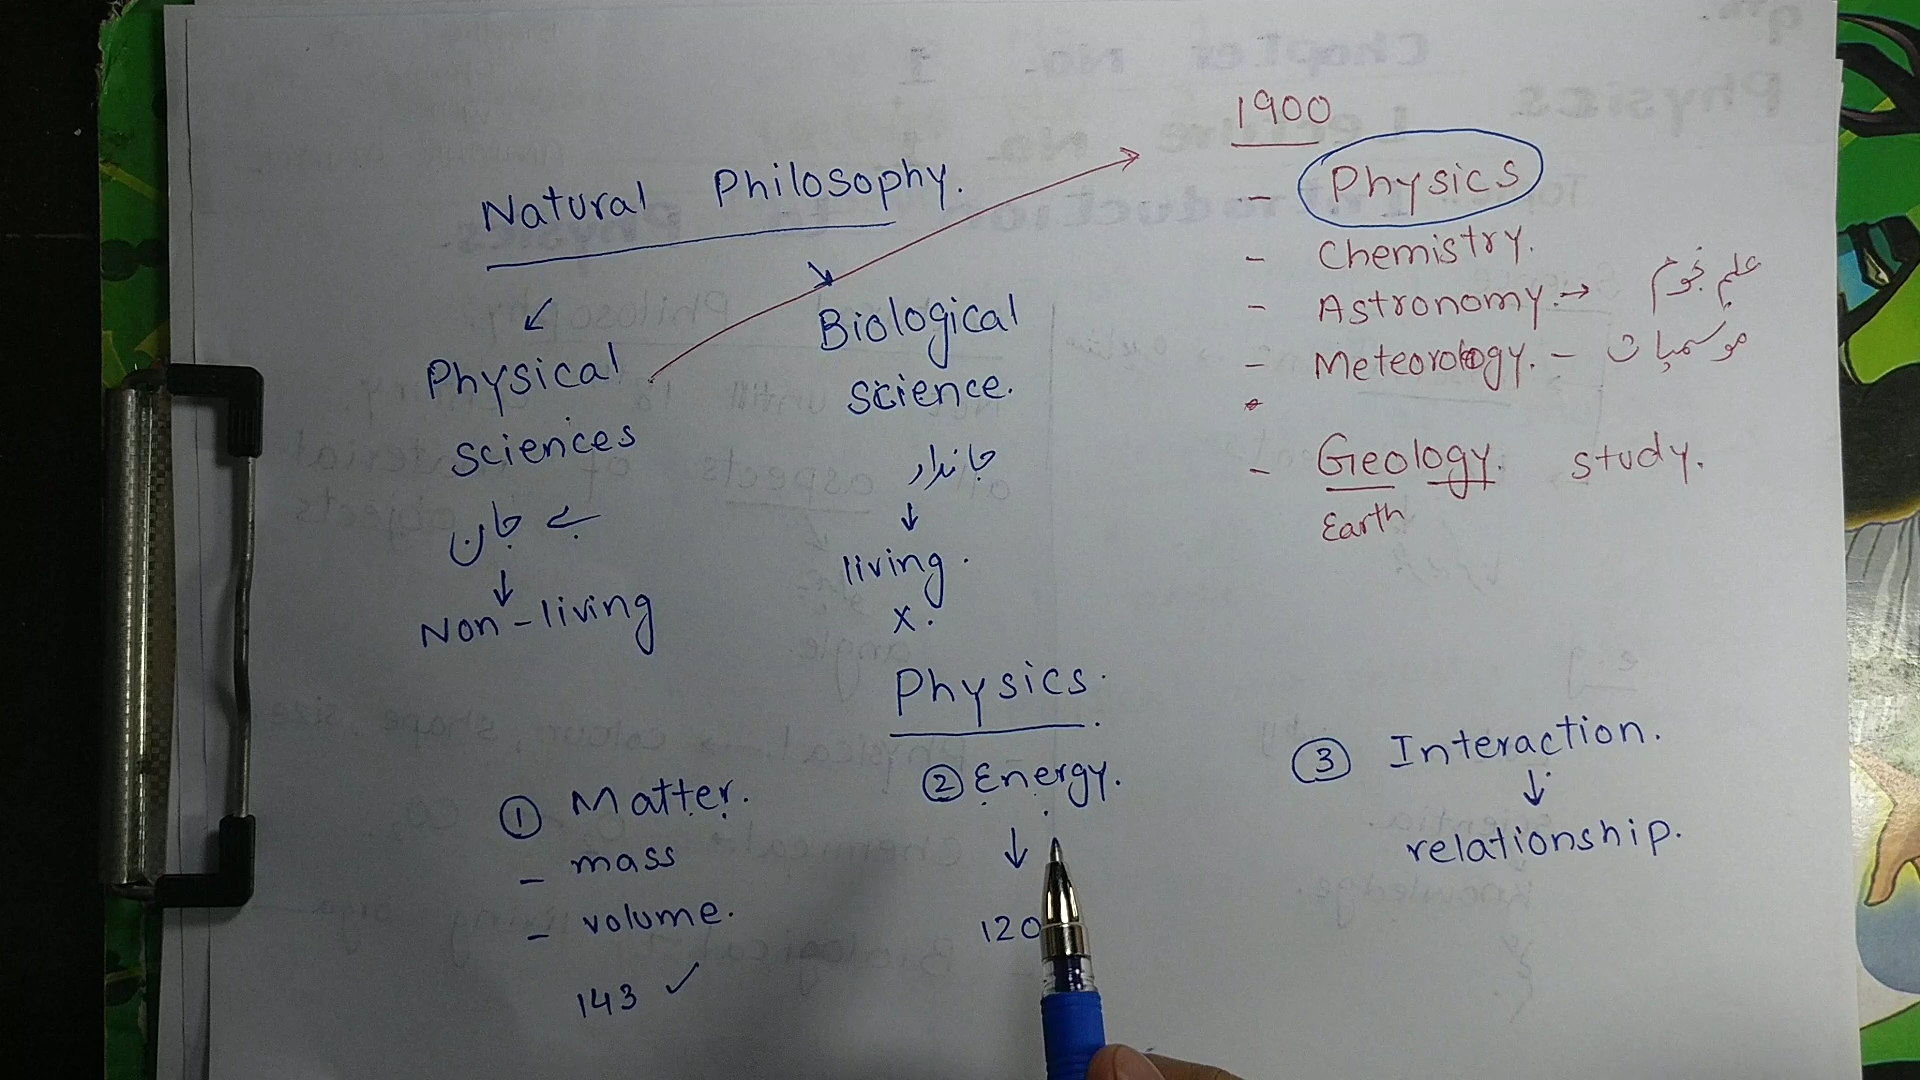 Natural Philosophy.
Physical
sciences
بے جان
Non-living
Biological
science.
جاندار
living.
x.
1900
- Physics
- Chemistry.
- Astronomy. → علم نجوم
- Meteorology. - موسمیات
- Geology. study.
Earth
Physics.
① Matter.
- mass
- volume.
143 ✓
② Energy.
120
③ Interaction.
relationship.